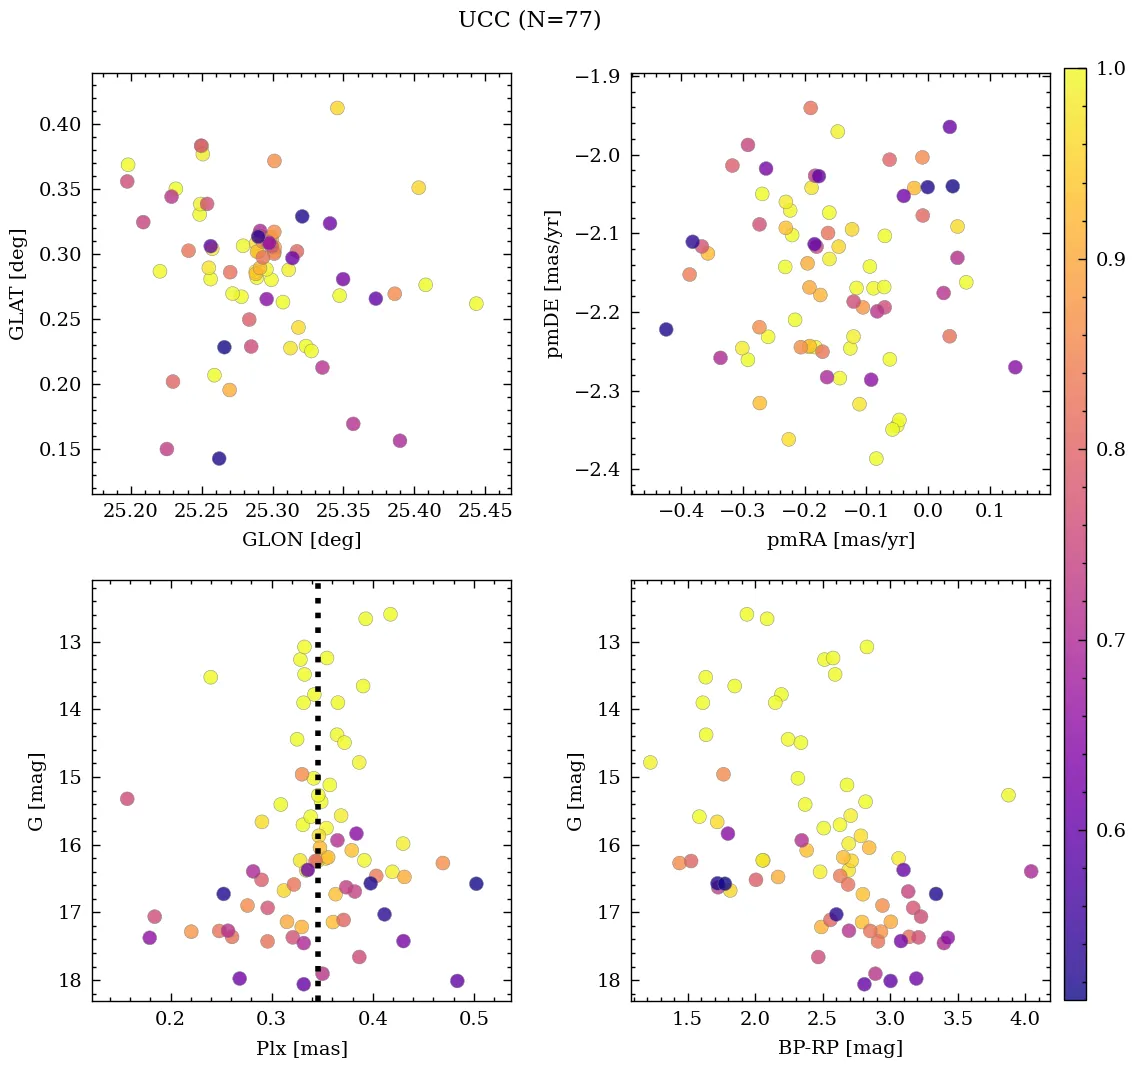 UCC (N=77)
0.40
0.35
0.30
0.25
0.20
0.15
GLAT [deg]
25.20 25.25 25.30 25.35 25.40 25.45
GLON [deg]
−1.9
−2.0
−2.1
−2.2
−2.3
−2.4
pmDE [mas/yr]
−0.4 −0.3 −0.2 −0.1 0.0 0.1
pmRA [mas/yr]
13
14
15
16
17
18
G [mag]
0.2 0.3 0.4 0.5
Plx [mas]
13
14
15
16
17
18
G [mag]
1.5 2.0 2.5 3.0 3.5 4.0
BP-RP [mag]
1.0
0.9
0.8
0.7
0.6